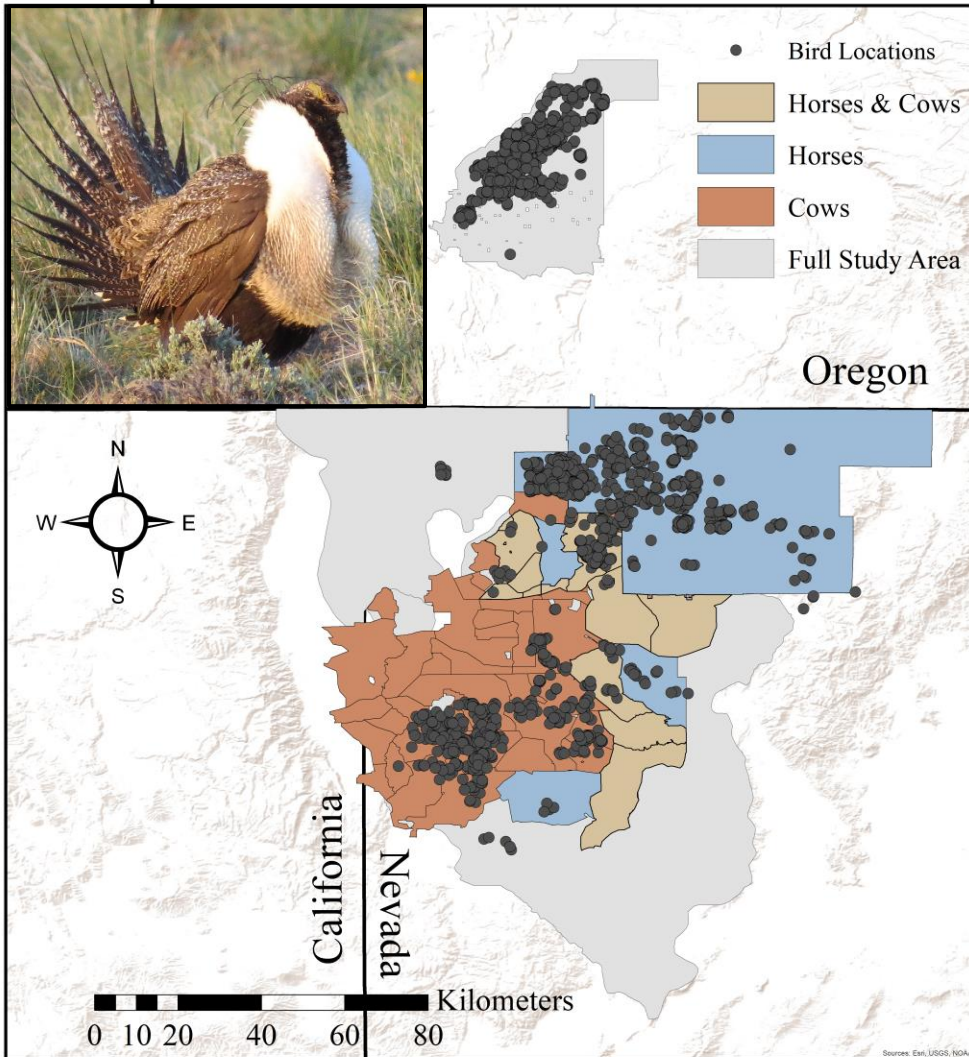 Bird Locations
Horses & Cows
Horses
Cows
Full Study Area
Oregon
N
W E
S
California
Nevada
Kilometers
0 10 20 40 60 80
Sources: Esri, USGS, NOAA